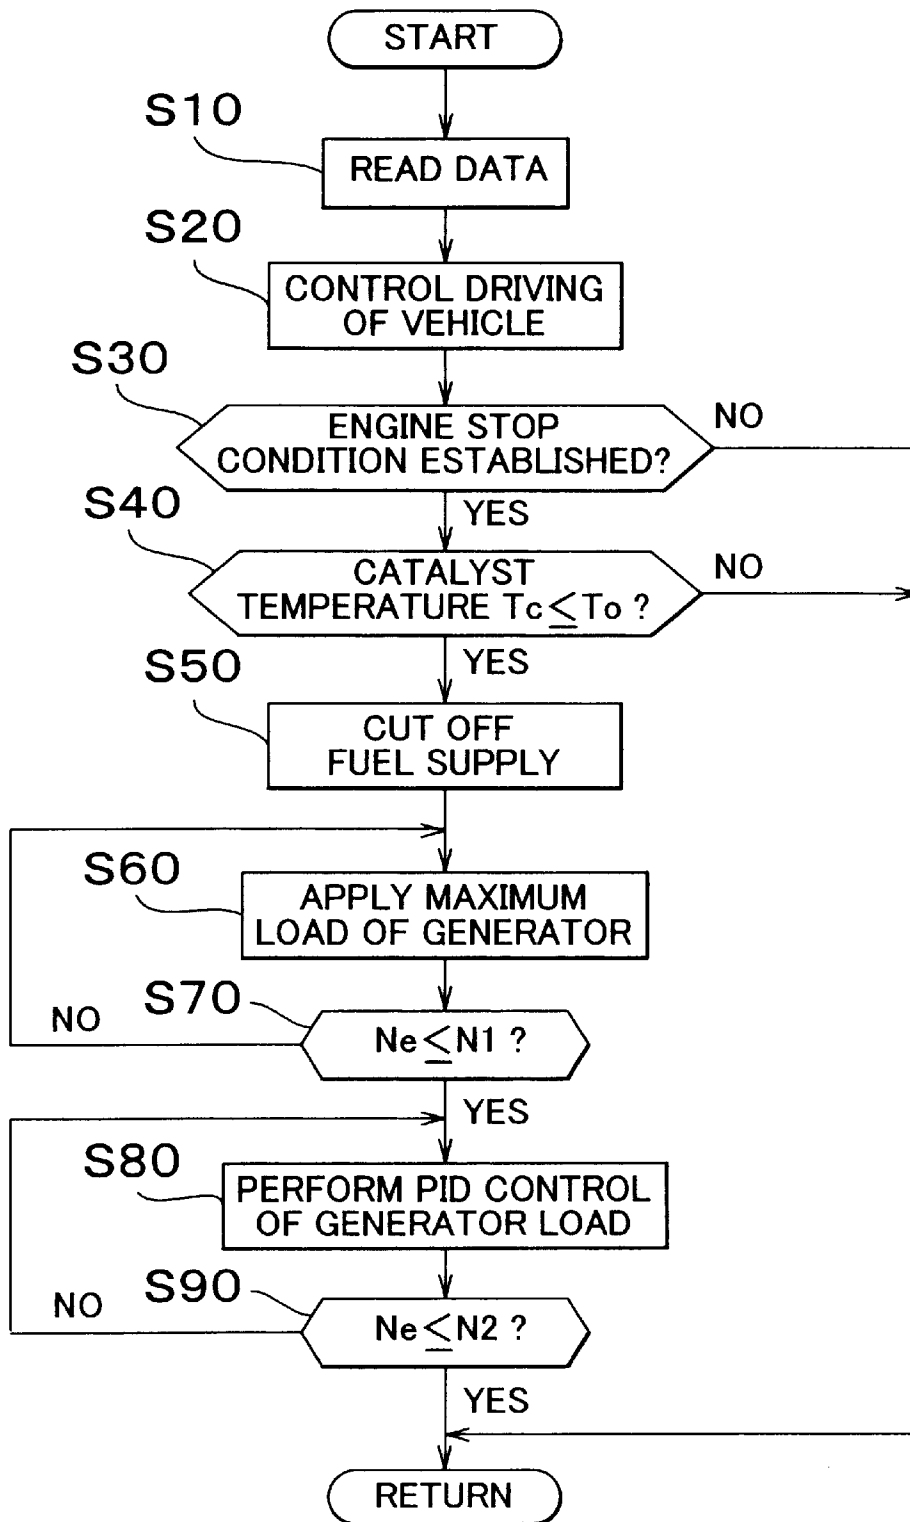 START
S10
READ DATA
S20
CONTROL DRIVING
OF VEHICLE
S30
ENGINE STOP
CONDITION ESTABLISHED?
NO
YES
S40
CATALYST
TEMPERATURE Tc≦To ?
NO
YES
S50
CUT OFF
FUEL SUPPLY
S60
APPLY MAXIMUM
LOAD OF GENERATOR
S70
NO
Ne≦N1 ?
YES
S80
PERFORM PID CONTROL
OF GENERATOR LOAD
S90
NO
Ne≦N2 ?
YES
RETURN